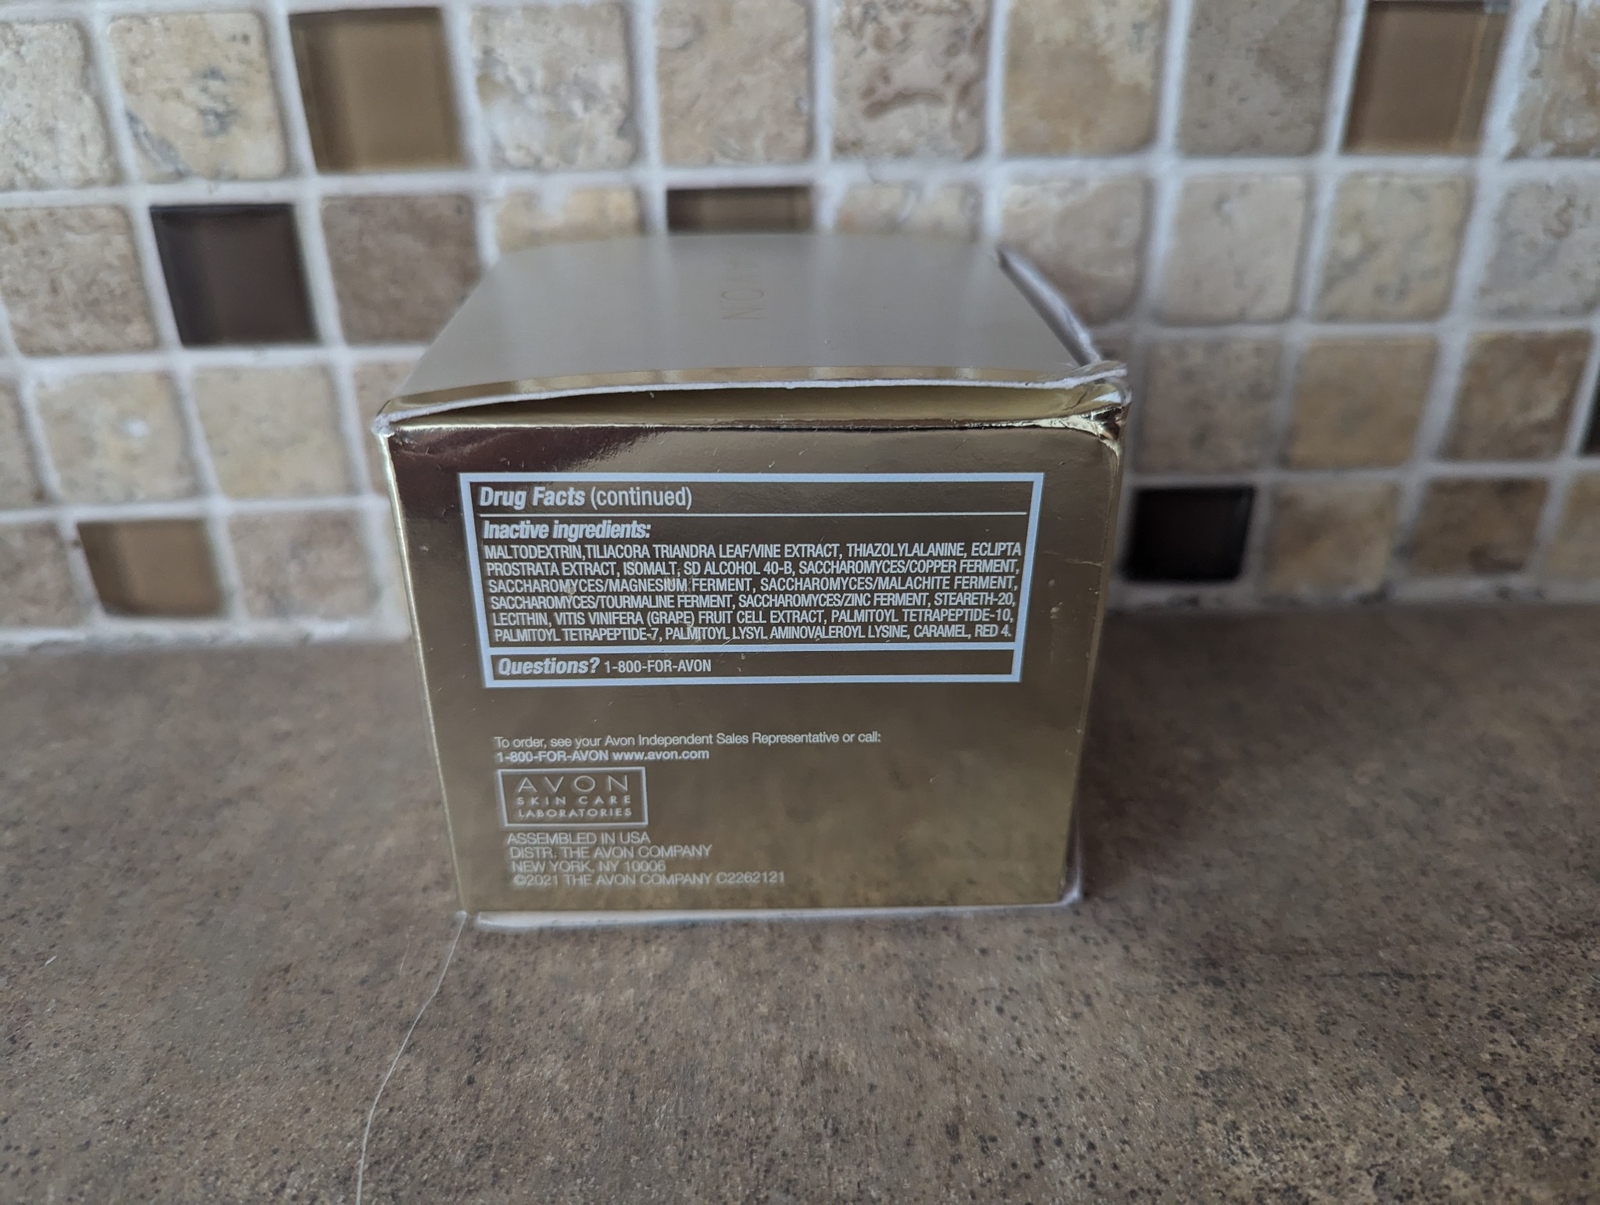 NO
Drug Facts (continued)
Inactive ingredients:
MALTODEXTRIN,TILIACORA TRIANDRA LEAF/VINE EXTRACT, THIAZOLYLALANINE, ECLIPTA
PROSTRATA EXTRACT, ISOMALT, SD ALCOHOL 40-B, SACCHAROMYCES/COPPER FERMENT,
SACCHAROMYCES/MAGNESIUM FERMENT, SACCHAROMYCES/MALACHITE FERMENT,
SACCHAROMYCES/TOURMALINE FERMENT, SACCHAROMYCES/ZINC FERMENT, STEARETH-20,
LECITHIN, VITIS VINIFERA (GRAPE) FRUIT CELL EXTRACT, PALMITOYL TETRAPEPTIDE-10,
PALMITOYL TETRAPEPTIDE-7, PALMITOYL LYSYL AMINOVALEROYL LYSINE, CARAMEL, RED 4.
Questions? 1-800-FOR-AVON
To order, see your Avon Independent Sales Representative or call:
1-800-FOR-AVON www.avon.com
AVON
SKIN CARE
LABORATORIES
ASSEMBLED IN USA
DISTR. THE AVON COMPANY
NEW YORK, NY 10006
©2021 THE AVON COMPANY C2262121